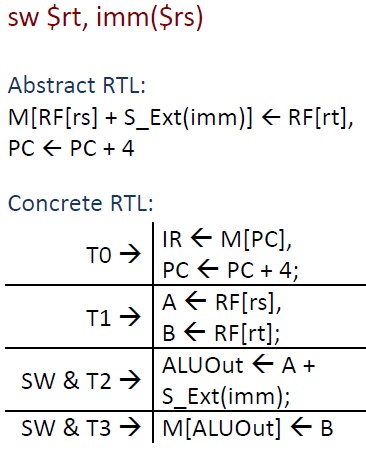 sw $rt, imm($rs)
Abstract RTL:
M[RF[rs] + S_Ext(imm)] ← RF[rt],
PC ← PC + 4
Concrete RTL:
T0 → IR ← M[PC],
PC ← PC + 4;
T1 → A ← RF[rs],
B ← RF[rt];
SW & T2 → ALUOut ← A +
S_Ext(imm);
SW & T3 → M[ALUOut] ← B